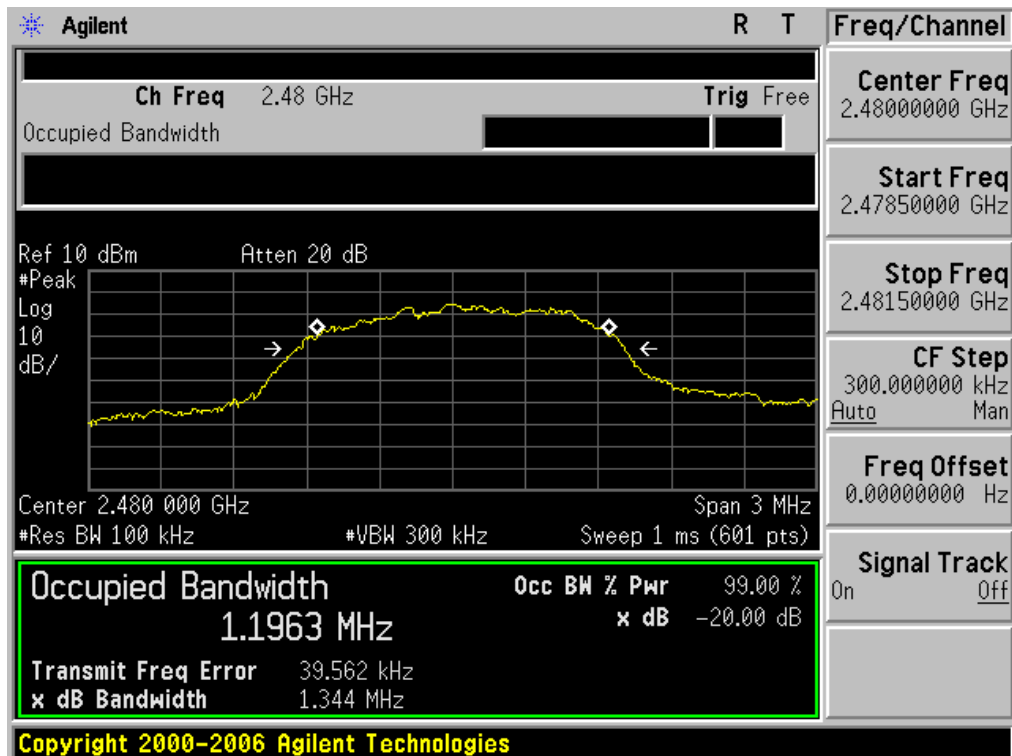 Agilent R T
Ch Freq 2.48 GHz Trig Free
Occupied Bandwidth
Ref 10 dBm Atten 20 dB
#Peak
Log
10
dB/
Center 2.480 000 GHz Span 3 MHz
#Res BW 100 kHz #VBW 300 kHz Sweep 1 ms (601 pts)
Occupied Bandwidth
1.1963 MHz
Occ BW % Pwr 99.00 %
x dB -20.00 dB
Transmit Freq Error 39.562 kHz
x dB Bandwidth 1.344 MHz
Copyright 2000-2006 Agilent Technologies
Freq/Channel
Center Freq
2.48000000 GHz
Start Freq
2.47850000 GHz
Stop Freq
2.48150000 GHz
CF Step
300.000000 kHz
Auto Man
Freq Offset
0.00000000 Hz
Signal Track
On Off